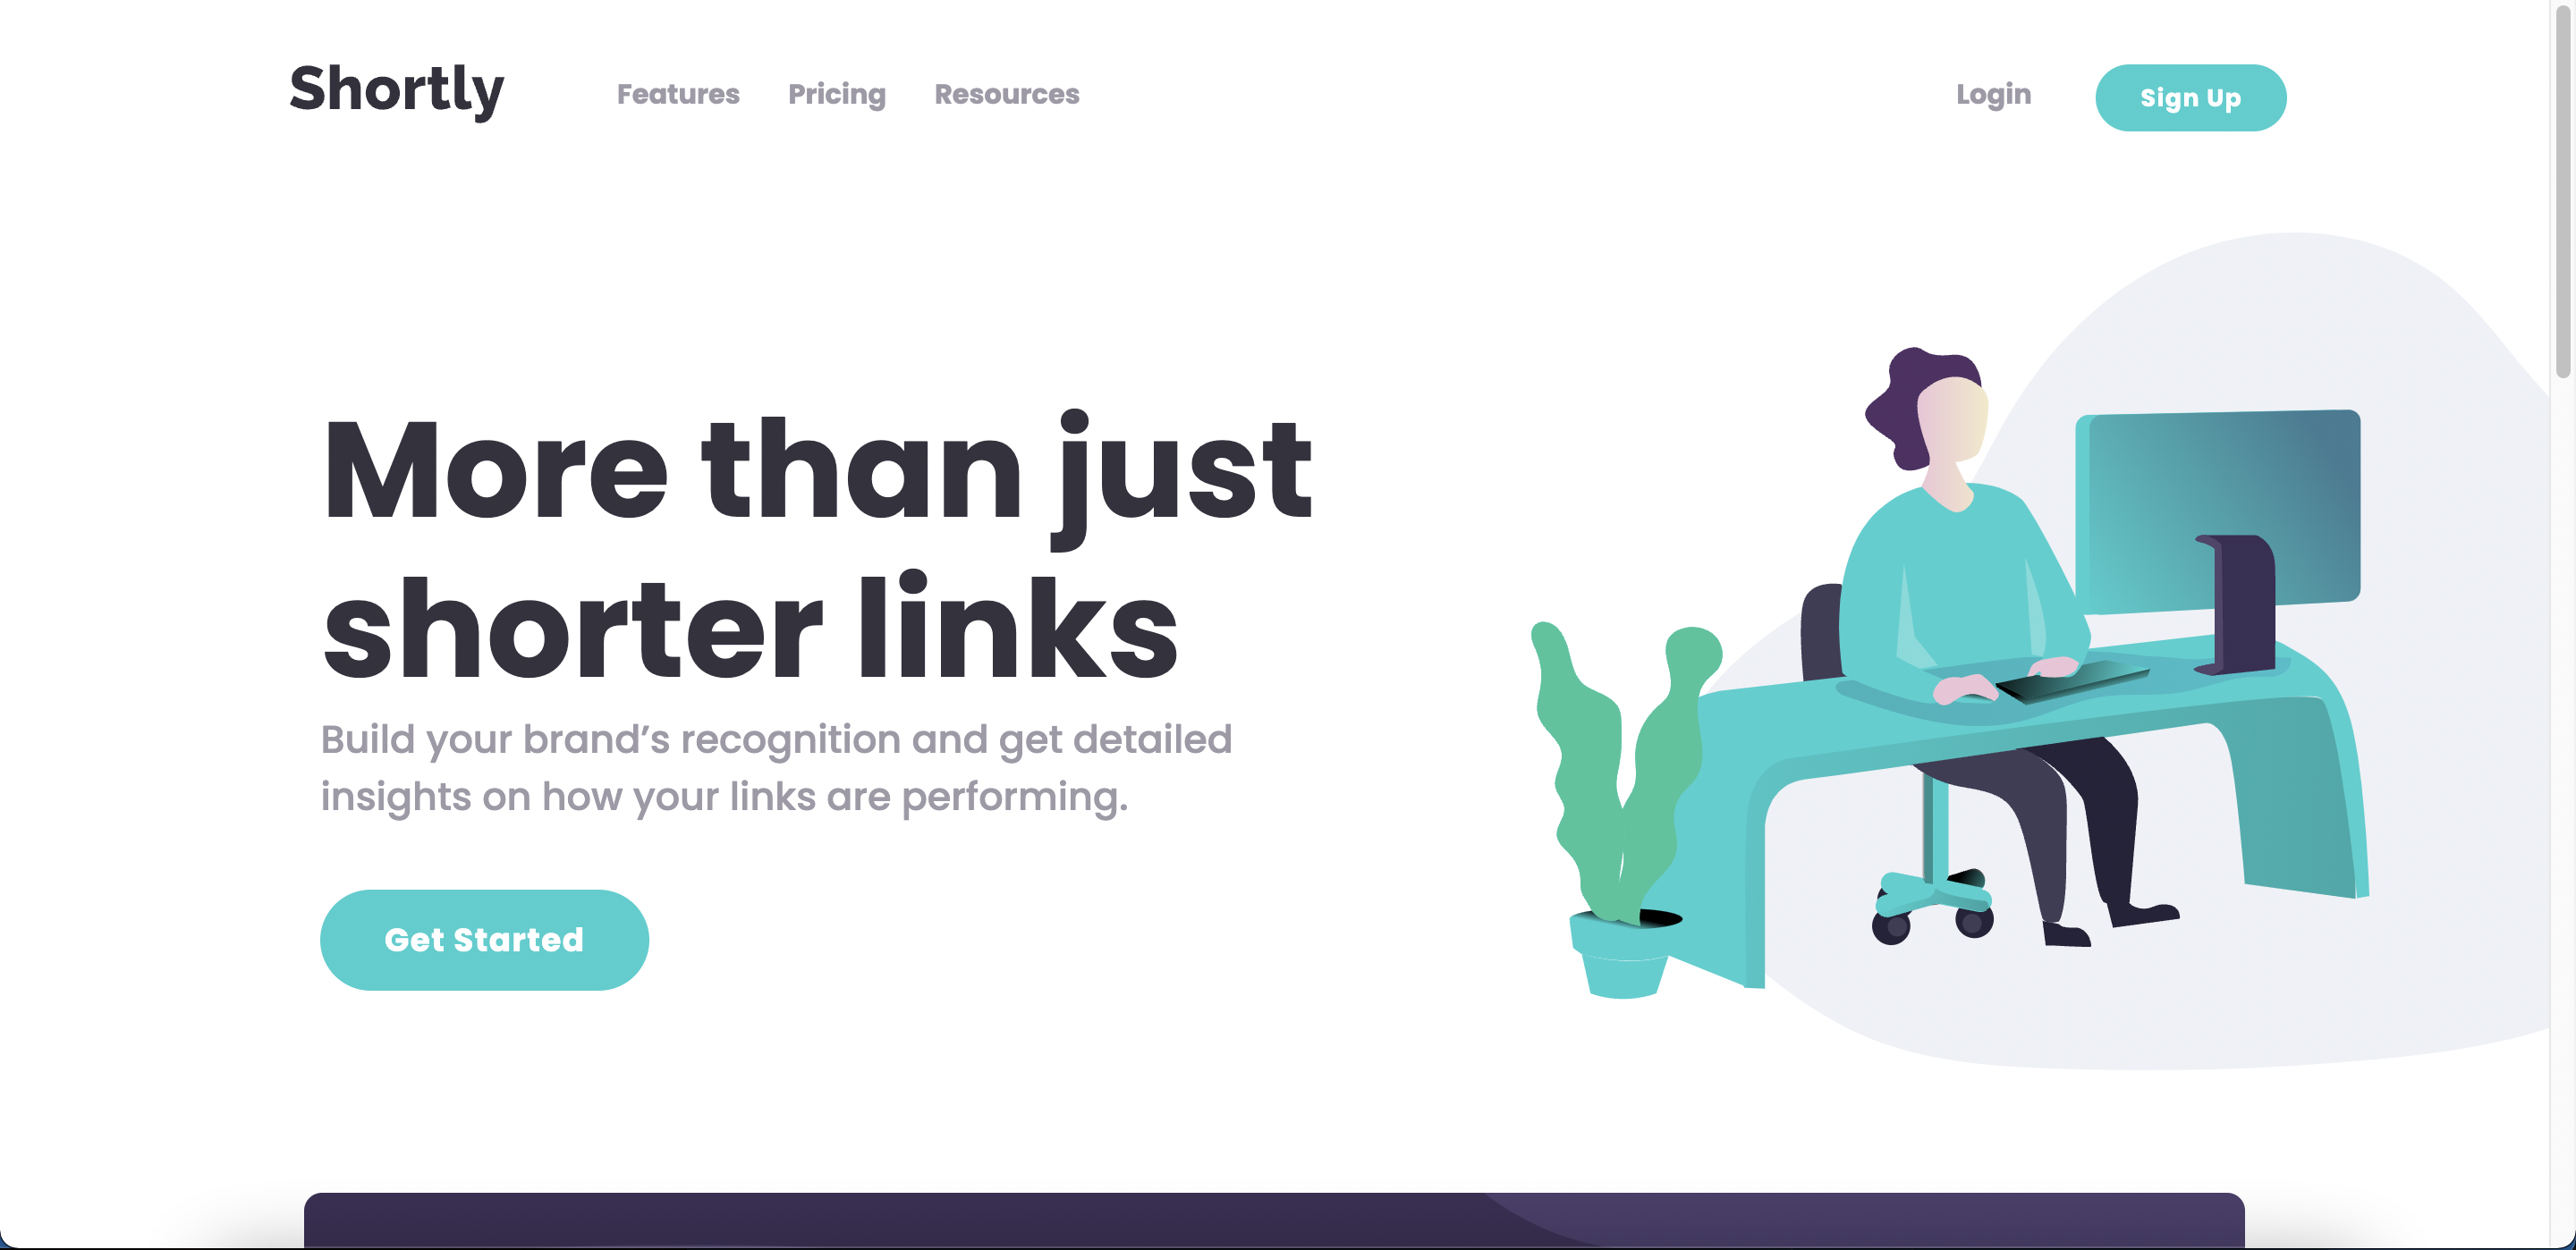 Shortly
Features Pricing Resources
Login
Sign Up
More than just
shorter links
Build your brand’s recognition and get detailed
insights on how your links are performing.
Get Started